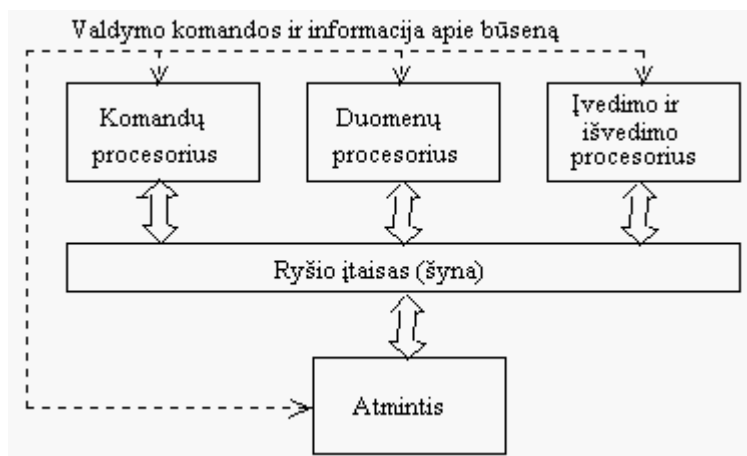 Valdymo komandos ir informacija apie būseną
Komandų
procesorius
Duomenų
procesorius
Įvedimo ir
išvedimo
procesorius
Ryšio įtaisas (šyna)
Atmintis